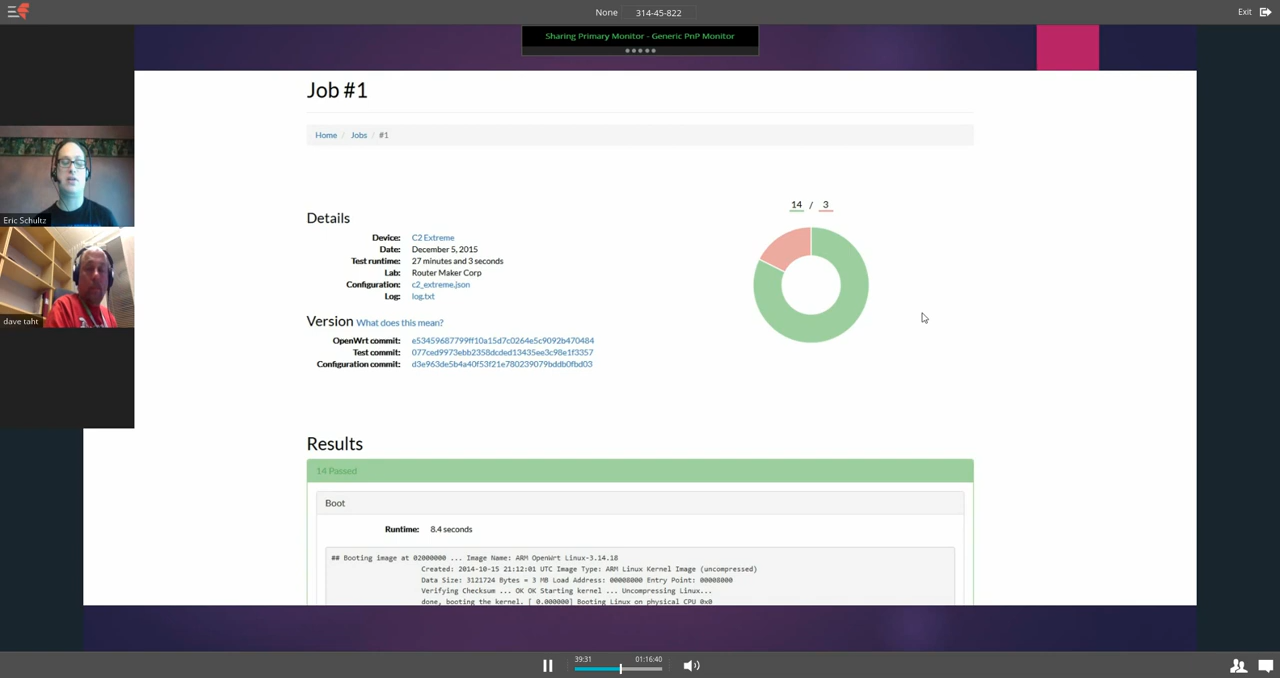 None 314-45-822
Exit
Sharing Primary Monitor - Generic PnP Monitor
Job #1
Home / Jobs / #1
Eric Schultz
dave taht
14 / 3
Details
Device: C2 Extreme
Date: December 5, 2015
Test runtime: 27 minutes and 3 seconds
Lab: Router Maker Corp
Configuration: c2_extreme.json
Log: log.txt
Version What does this mean?
OpenWrt commit: e53459687799ff10a15d7c0264e5c9092b470484
Test commit: 077ced9973ebb2358dcded13435ee3c98e1f3357
Configuration commit: d3e963de5b4a40f53f21e780239079bddb0fbd03
Results
14 Passed
Boot
Runtime: 8.4 seconds
## Booting image at 02000000 ... Image Name: ARM OpenWrt Linux-3.14.18
Created: 2014-10-15 21:12:01 UTC Image Type: ARM Linux Kernel Image (uncompressed)
Data Size: 3121724 Bytes = 3 MB Load Address: 00008000 Entry Point: 00008000
Verifying Checksum ... OK OK Starting kernel ... Uncompressing Linux...
done, booting the kernel. [ 0.000000] Booting Linux on physical CPU 0x0
39:31 01:16:40